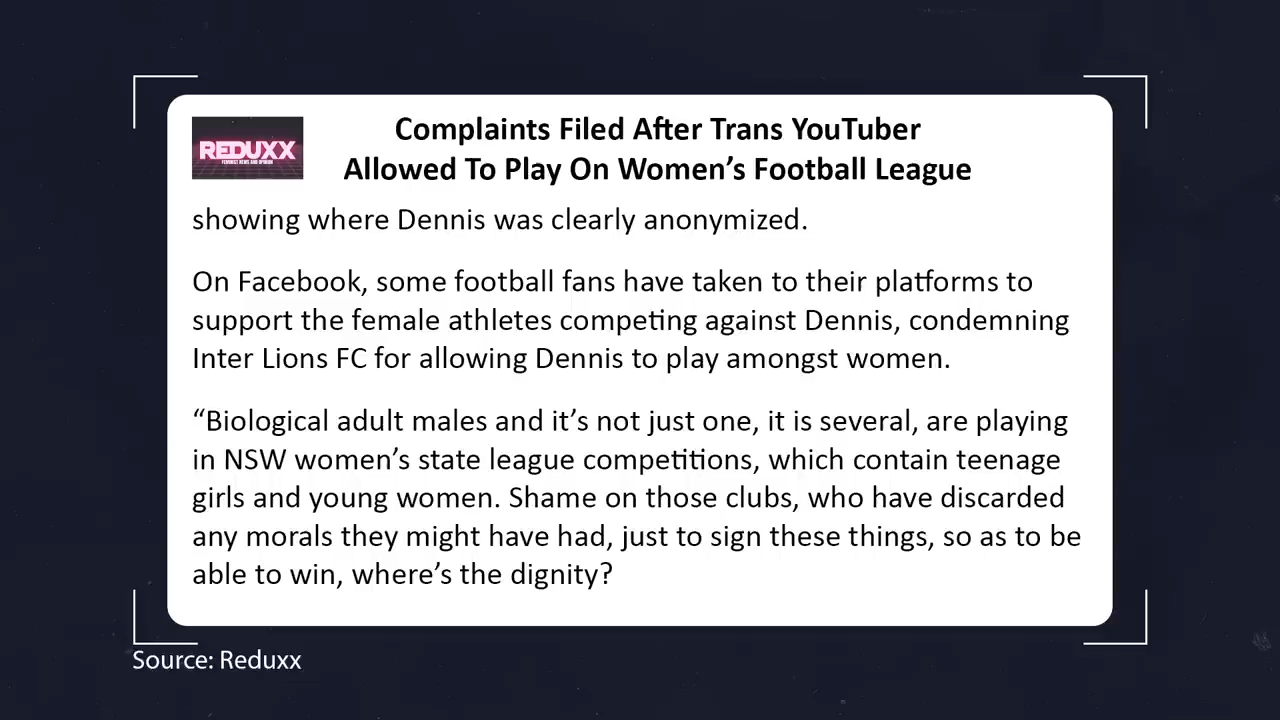 REDUXX
FEMINIST NEWS AND OPINION
Complaints Filed After Trans YouTuber
Allowed To Play On Women’s Football League
showing where Dennis was clearly anonymized.
On Facebook, some football fans have taken to their platforms to
support the female athletes competing against Dennis, condemning
Inter Lions FC for allowing Dennis to play amongst women.
“Biological adult males and it’s not just one, it is several, are playing
in NSW women’s state league competitions, which contain teenage
girls and young women. Shame on those clubs, who have discarded
any morals they might have had, just to sign these things, so as to be
able to win, where’s the dignity?
Source: Reduxx